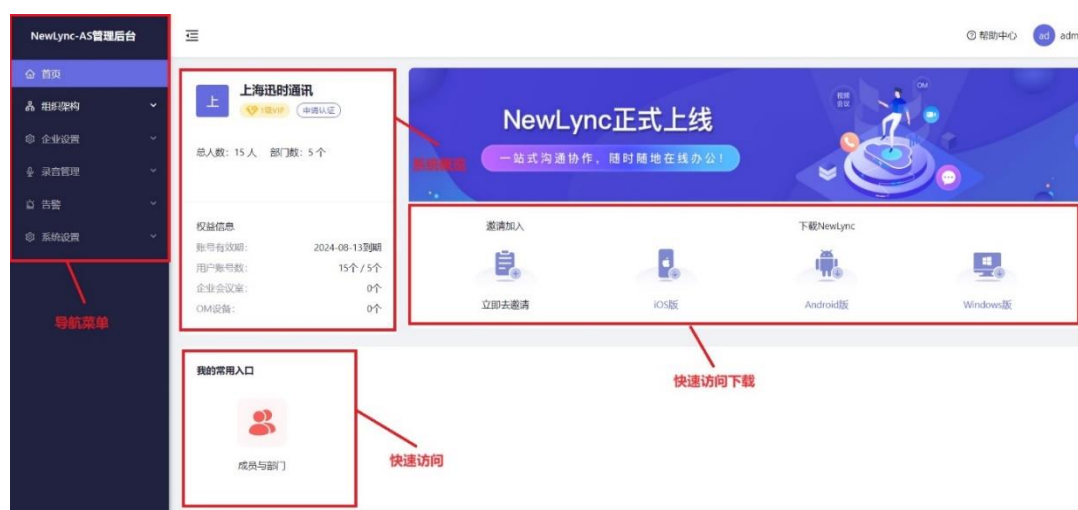 NewLync-AS管理后台
帮助中心
ad
adm
首页
组织架构
企业设置
录音管理
告警
系统设置
导航菜单
上
上海迅时通讯
申请认证
总人数: 15 人 部门数: 5 个
权益信息
账号有效期: 2024-08-13到期
用户账号数: 15个 / 5个
企业会议室: 0个
OM设备: 0个
NewLync正式上线
一站式沟通协作, 随时随地在线办公!
视频
会议
OM
邀请加入
下载NewLync
立即去邀请
iOS版
Android版
Windows版
快速访问下载
我的常用入口
成员与部门
快速访问